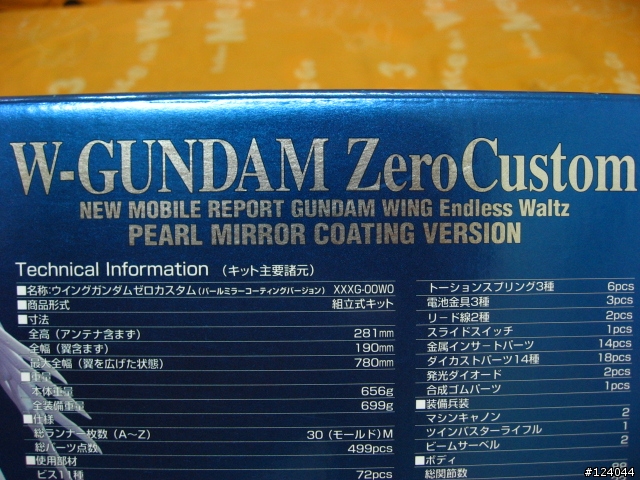 W-GUNDAM ZeroCustom
NEW MOBILE REPORT GUNDAM WING Endless Waltz
PEARL MIRROR COATING VERSION
Technical Information (キット主要諸元)
■名称:ウイングガンダムゼロカスタム(パールミラーコーティングバージョン) XXXG-00W0
■商品形式 組立式キット
■寸法
全高(アンテナ含まず) 281mm
全幅(翼含まず) 190mm
最大全幅(翼を広げた状態) 780mm
■重量
本体重量 656g
全装備重量 699g
■仕様
総ランナー枚数(A〜Z) 30(モールド)M
総パーツ点数 499pcs
■使用部材
ビス11種 72pcs
トーションスプリング3種 6pcs
電池金具3種 3pcs
リード線2種 2pcs
スライドスイッチ 1pcs
金属インサートパーツ 14pcs
ダイカストパーツ14種 18pcs
発光ダイオード 2pcs
合成ゴムパーツ 1pcs
■装備兵装
マシンキャノン 2
ツインバスターライフル 1
ビームサーベル 2
■ボディ
総関節数
#124044